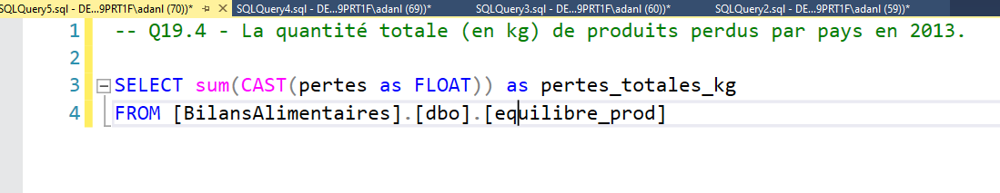 SQLQuery5.sql - DE...9PRT1F\adanl (70))* SQLQuery4.sql - DE...9PRT1F\adanl (69))* SQLQuery3.sql - DE...9PRT1F\adanl (60))* SQLQuery2.sql - DE...9PRT1F\adanl (59))*
1 -- Q19.4 - La quantité totale (en kg) de produits perdus par pays en 2013.
2
3 SELECT sum(CAST(pertes as FLOAT)) as pertes_totales_kg
4 FROM [BilansAlimentaires].[dbo].[equilibre_prod]